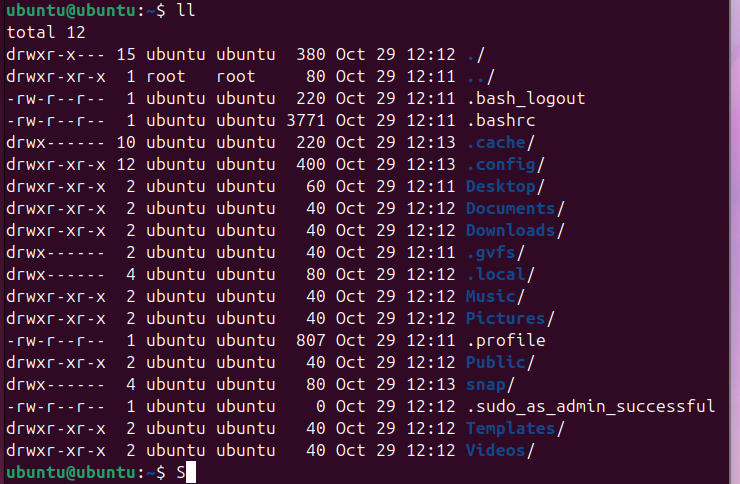 ubuntu@ubuntu:~$ ll
total 12
drwxr-x--- 15 ubuntu ubuntu  380 Oct 29 12:12 ./
drwxr-xr-x  1 root   root     80 Oct 29 12:11 ../
-rw-r--r--  1 ubuntu ubuntu  220 Oct 29 12:11 .bash_logout
-rw-r--r--  1 ubuntu ubuntu 3771 Oct 29 12:11 .bashrc
drwx------ 10 ubuntu ubuntu  220 Oct 29 12:13 .cache/
drwxr-xr-x 12 ubuntu ubuntu  400 Oct 29 12:13 .config/
drwxr-xr-x  2 ubuntu ubuntu   60 Oct 29 12:11 Desktop/
drwxr-xr-x  2 ubuntu ubuntu   40 Oct 29 12:12 Documents/
drwxr-xr-x  2 ubuntu ubuntu   40 Oct 29 12:12 Downloads/
drwx------  2 ubuntu ubuntu   40 Oct 29 12:11 .gvfs/
drwx------  4 ubuntu ubuntu   80 Oct 29 12:12 .local/
drwxr-xr-x  2 ubuntu ubuntu   40 Oct 29 12:12 Music/
drwxr-xr-x  2 ubuntu ubuntu   40 Oct 29 12:12 Pictures/
-rw-r--r--  1 ubuntu ubuntu  807 Oct 29 12:11 .profile
drwxr-xr-x  2 ubuntu ubuntu   40 Oct 29 12:12 Public/
drwx------  4 ubuntu ubuntu   80 Oct 29 12:13 snap/
-rw-r--r--  1 ubuntu ubuntu    0 Oct 29 12:12 .sudo_as_admin_successful
drwxr-xr-x  2 ubuntu ubuntu   40 Oct 29 12:12 Templates/
drwxr-xr-x  2 ubuntu ubuntu   40 Oct 29 12:12 Videos/
ubuntu@ubuntu:~$ S